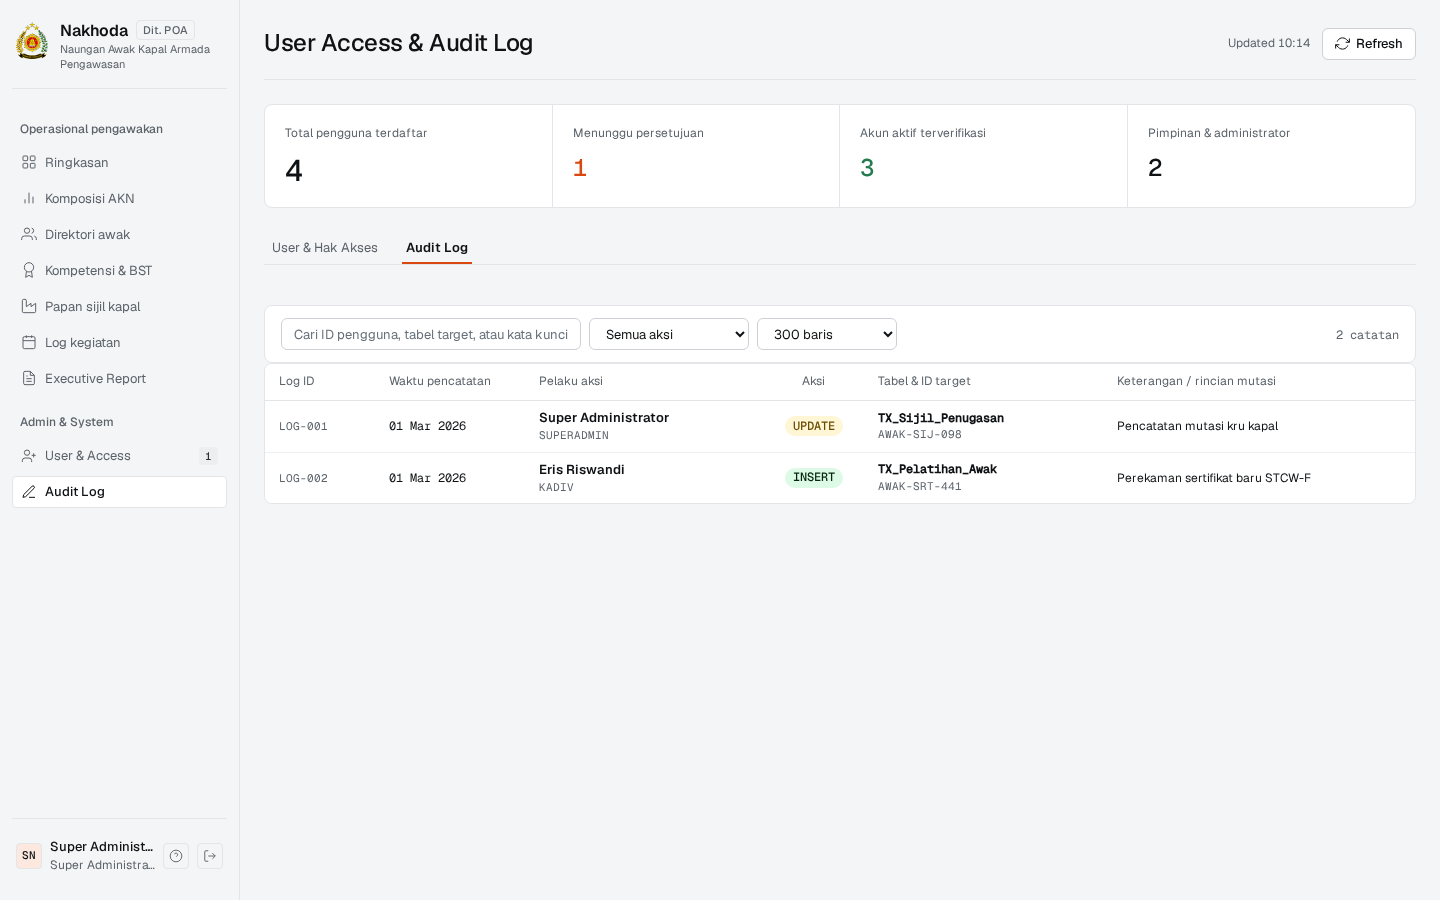 Nakhoda
Dit. POA
Naungan Awak Kapal Armada
Pengawasan
Operasional pengawakan
Ringkasan
Komposisi AKN
Direktori awak
Kompetensi & BST
Papan sijil kapal
Log kegiatan
Executive Report
Admin & System
User & Access
1
Audit Log
SN
Super Administ…
Super Administra…
User Access & Audit Log
Updated 10:14
Refresh
Total pengguna terdaftar
4
Menunggu persetujuan
1
Akun aktif terverifikasi
3
Pimpinan & administrator
2
User & Hak Akses
Audit Log
Cari ID pengguna, tabel target, atau kata kunci
Semua aksi
300 baris
2 catatan
Log ID
Waktu pencatatan
Pelaku aksi
Aksi
Tabel & ID target
Keterangan / rincian mutasi
LOG-001
01 Mar 2026
Super Administrator
SUPERADMIN
UPDATE
TX_Sijil_Penugasan
AWAK-SIJ-098
Pencatatan mutasi kru kapal
LOG-002
01 Mar 2026
Eris Riswandi
KADIV
INSERT
TX_Pelatihan_Awak
AWAK-SRT-441
Perekaman sertifikat baru STCW-F